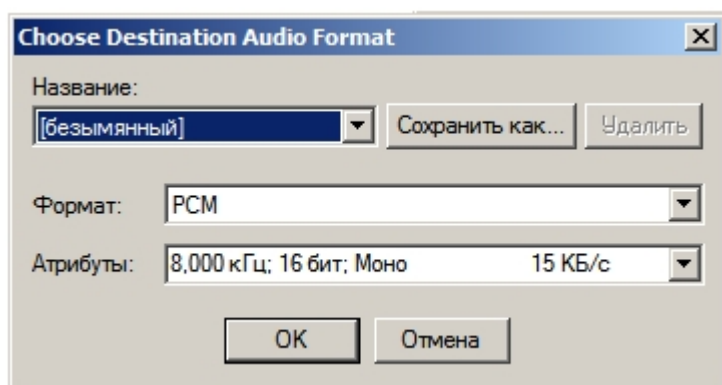 Choose Destination Audio Format
Название:
[безымянный]
Сохранить как...
Удалить
Формат:
PCM
Атрибуты:
8,000 кГц; 16 бит; Моно 15 КБ/с
OK
Отмена